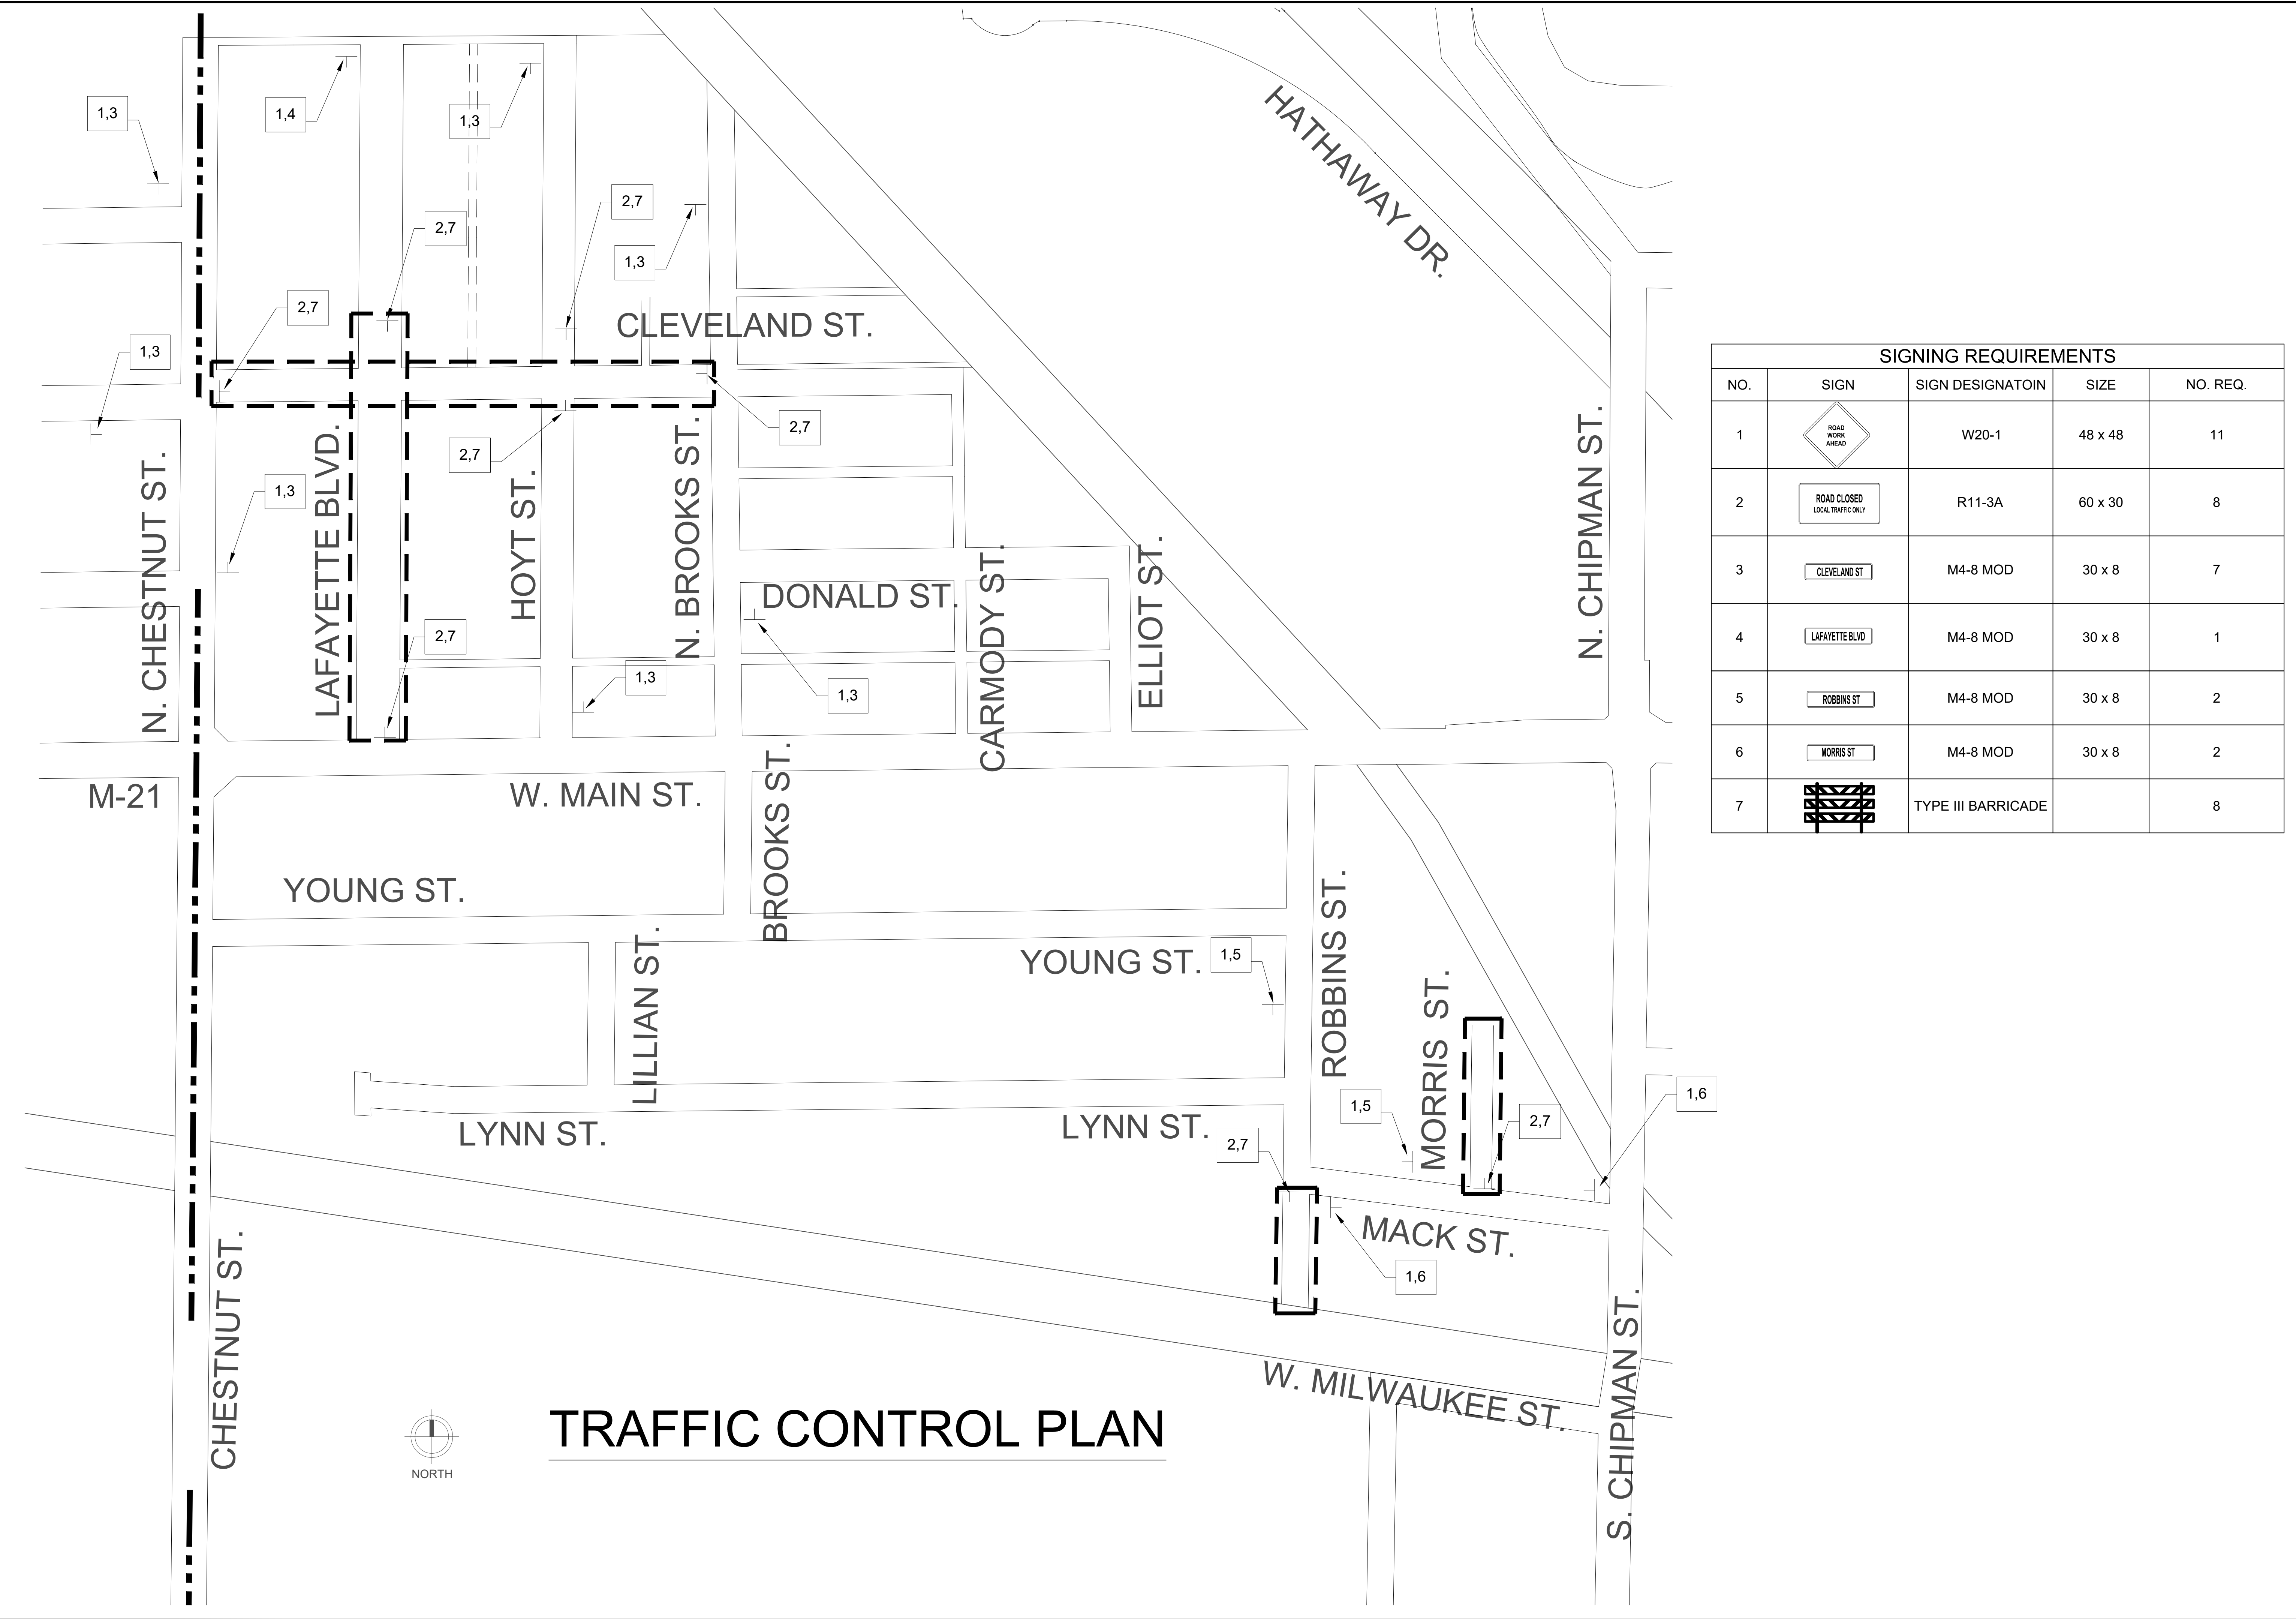 1,3
1,4
1,3
2,7
2,7
1,3
2,7
CLEVELAND ST.
1,3
2,7
2,7
1,3
HATHAWAY DR.
N. CHESTNUT ST.
LAFAYETTE BLVD.
HOYT ST.
N. BROOKS ST.
DONALD ST.
CARMODY ST.
ELLIOT ST.
N. CHIPMAN ST.
2,7
1,3
1,3
M-21
W. MAIN ST.
BROOKS ST.
YOUNG ST.
LILLIAN ST.
YOUNG ST.
1,5
ROBBINS ST.
MORRIS ST.
1,5
2,7
1,6
LYNN ST.
LYNN ST.
2,7
MACK ST.
1,6
CHESTNUT ST.
W. MILWAUKEE ST.
S. CHIPMAN ST.
NORTH
TRAFFIC CONTROL PLAN
SIGNING REQUIREMENTS
NO. SIGN SIGN DESIGNATOIN SIZE NO. REQ.
1 ROAD WORK AHEAD W20-1 48 x 48 11
2 ROAD CLOSED LOCAL TRAFFIC ONLY R11-3A 60 x 30 8
3 CLEVELAND ST M4-8 MOD 30 x 8 7
4 LAFAYETTE BLVD M4-8 MOD 30 x 8 1
5 ROBBINS ST M4-8 MOD 30 x 8 2
6 MORRIS ST M4-8 MOD 30 x 8 2
7 TYPE III BARRICADE 8